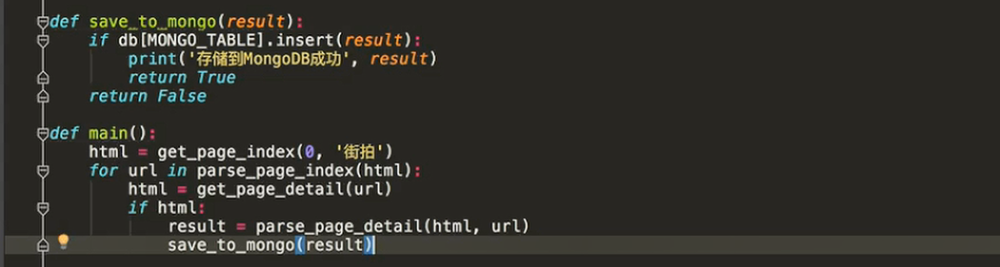 def save_to_mongo(result):
    if db[MONGO_TABLE].insert(result):
        print('存储到MongoDB成功', result)
        return True
    return False
def main():
    html = get_page_index(0, '街拍')
    for url in parse_page_index(html):
        html = get_page_detail(url)
        if html:
            result = parse_page_detail(html, url)
            save_to_mongo(result)